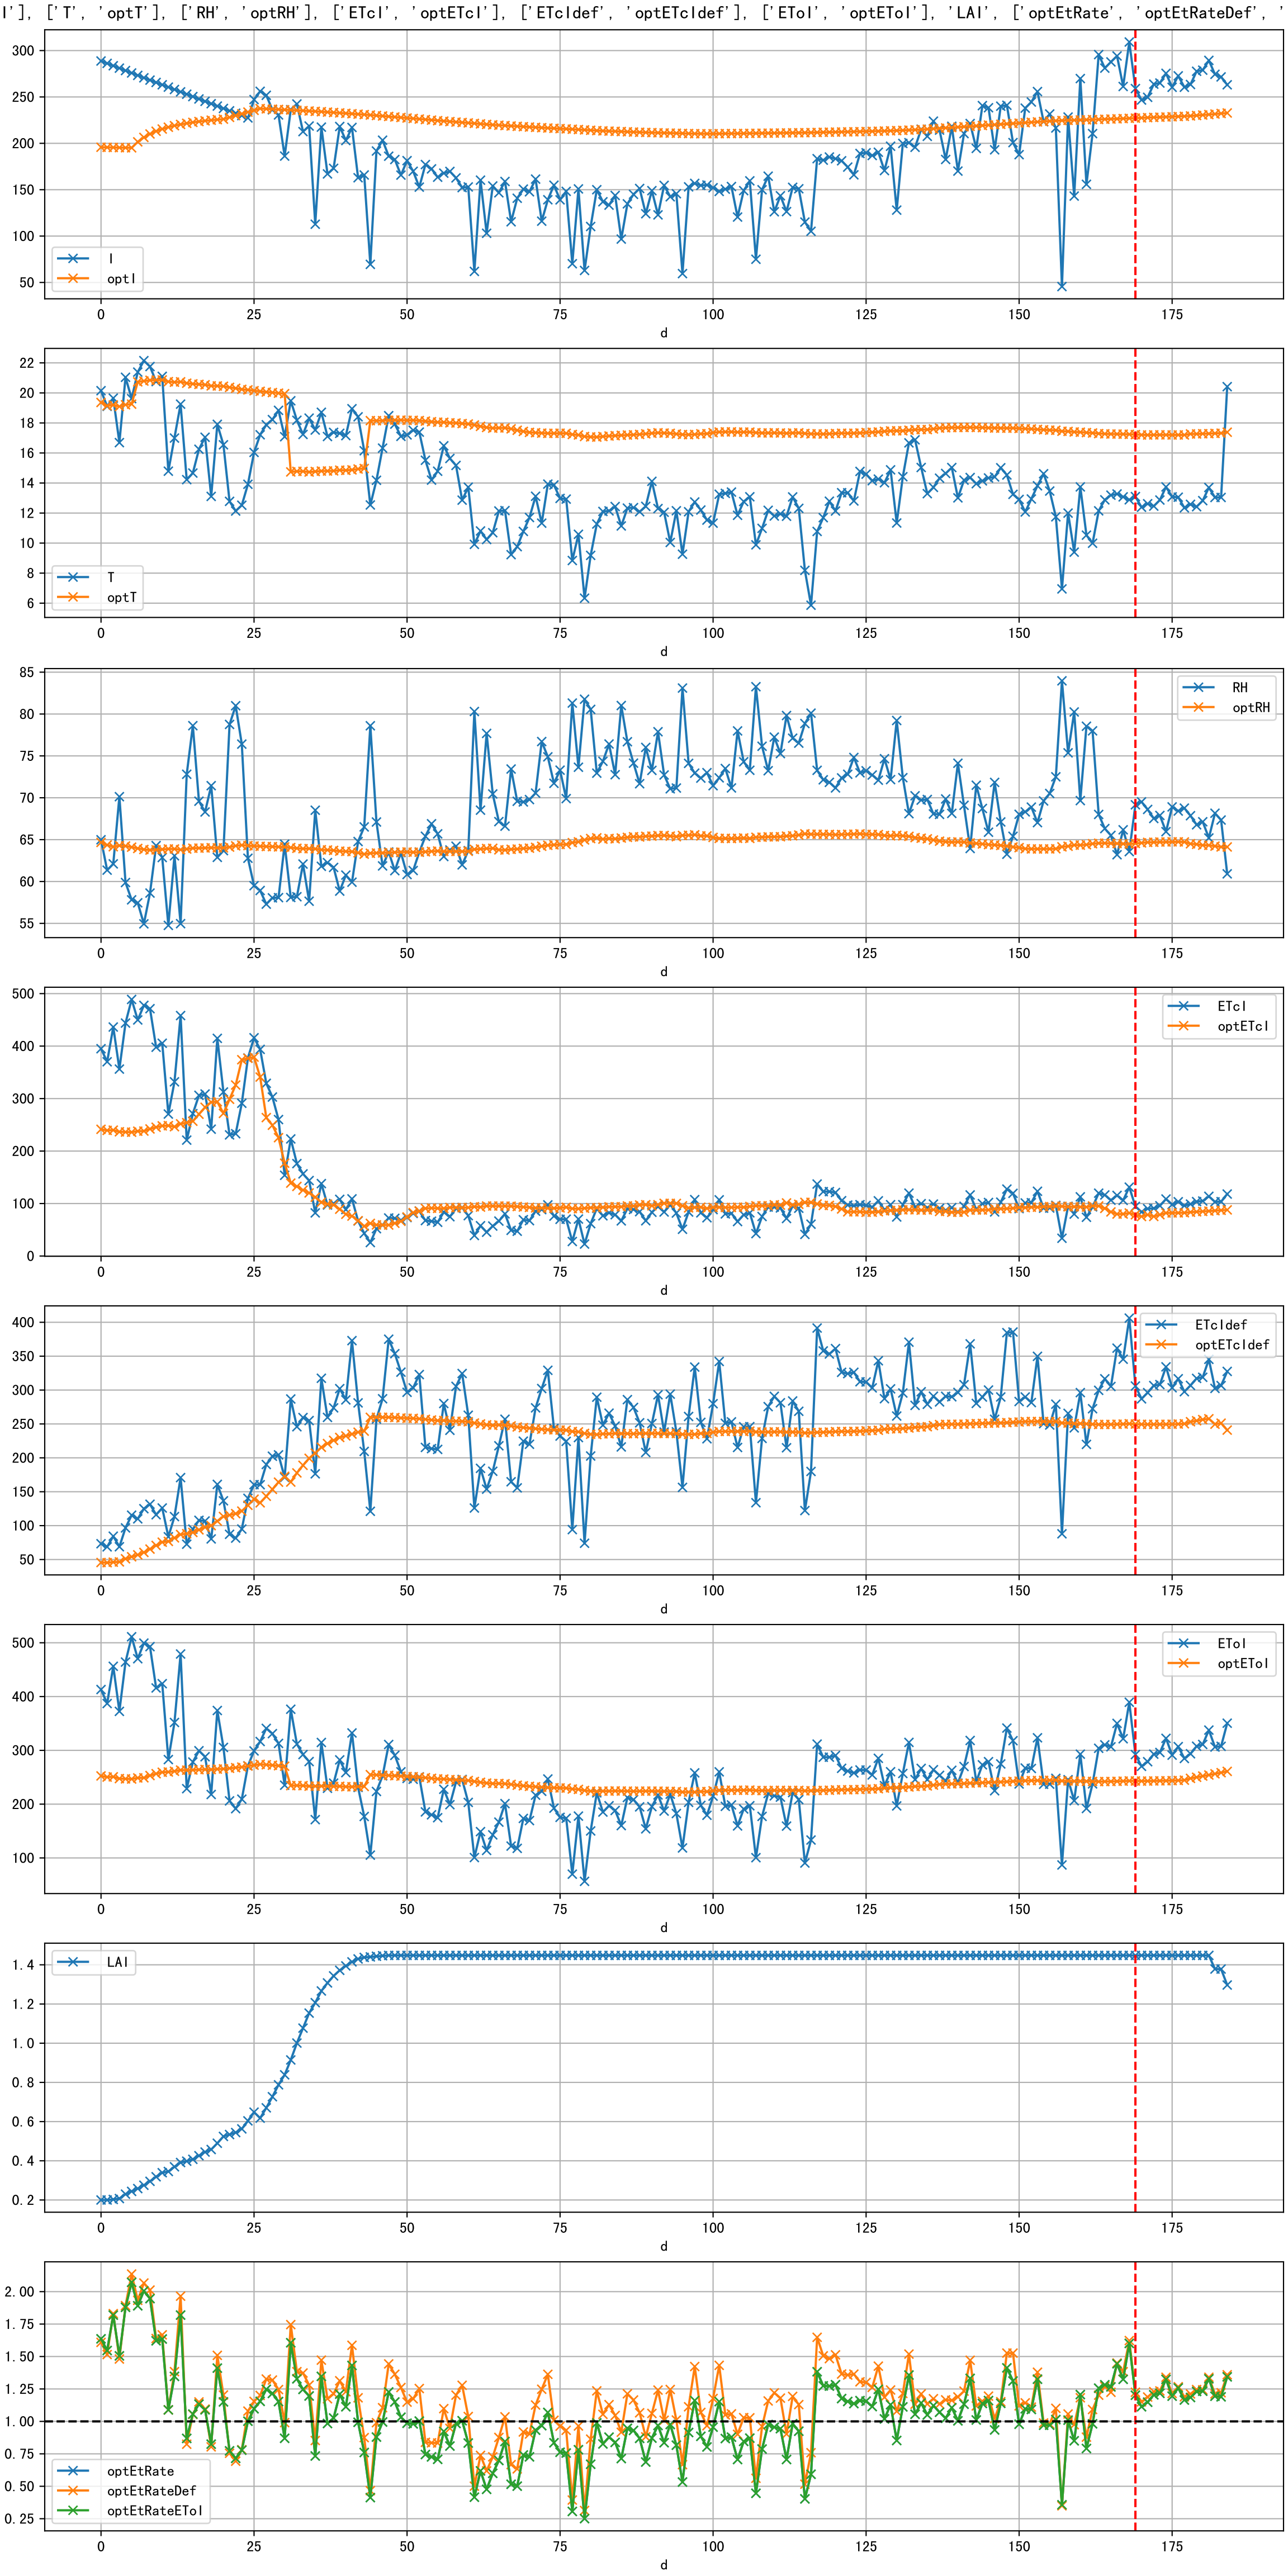 I'], ['T', 'optT'], ['RH', 'optRH'], ['ETcI', 'optETcI'], ['ETcIdef', 'optETcIdef'], ['EToI', 'optEToI'], 'LAI', ['optEtRate', 'optEtRateDef', '
300
250
200
150
100
50
I
optI
0 25 50 75 100 125 150 175
d
22
20
18
16
14
12
10
8
6
T
optT
0 25 50 75 100 125 150 175
d
85
80
75
70
65
60
55
RH
optRH
0 25 50 75 100 125 150 175
d
500
400
300
200
100
0
ETcI
optETcI
0 25 50 75 100 125 150 175
d
400
350
300
250
200
150
100
50
ETcIdef
optETcIdef
0 25 50 75 100 125 150 175
d
500
400
300
200
100
EToI
optEToI
0 25 50 75 100 125 150 175
d
1.4
1.2
1.0
0.8
0.6
0.4
0.2
LAI
0 25 50 75 100 125 150 175
d
2.00
1.75
1.50
1.25
1.00
0.75
0.50
0.25
optEtRate
optEtRateDef
optEtRateEToI
0 25 50 75 100 125 150 175
d